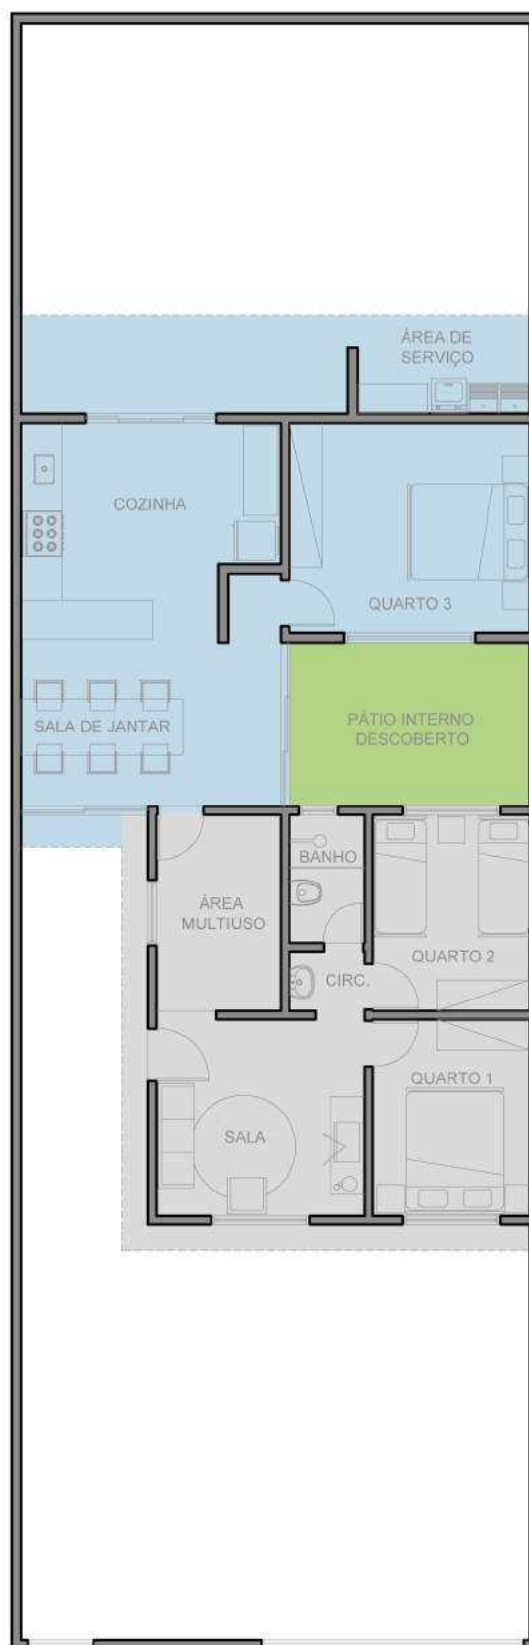 ÁREA DE
SERVIÇO
COZINHA
QUARTO 3
SALA DE JANTAR
PÁTIO INTERNO
DESCOBERTO
BANHO
ÁREA
MULTIUSO
QUARTO 2
CIRC.
QUARTO 1
SALA